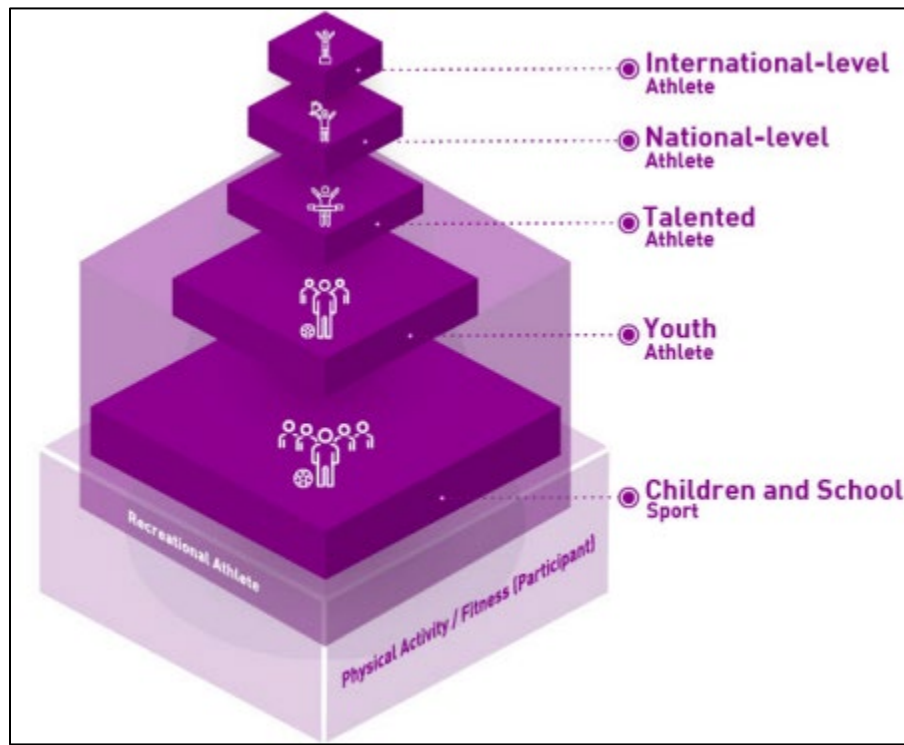 International-level
Athlete
National-level
Athlete
Talented
Athlete
Youth
Athlete
Children and School
Sport
Recreational Athlete
Physical Activity / Fitness (Participant)